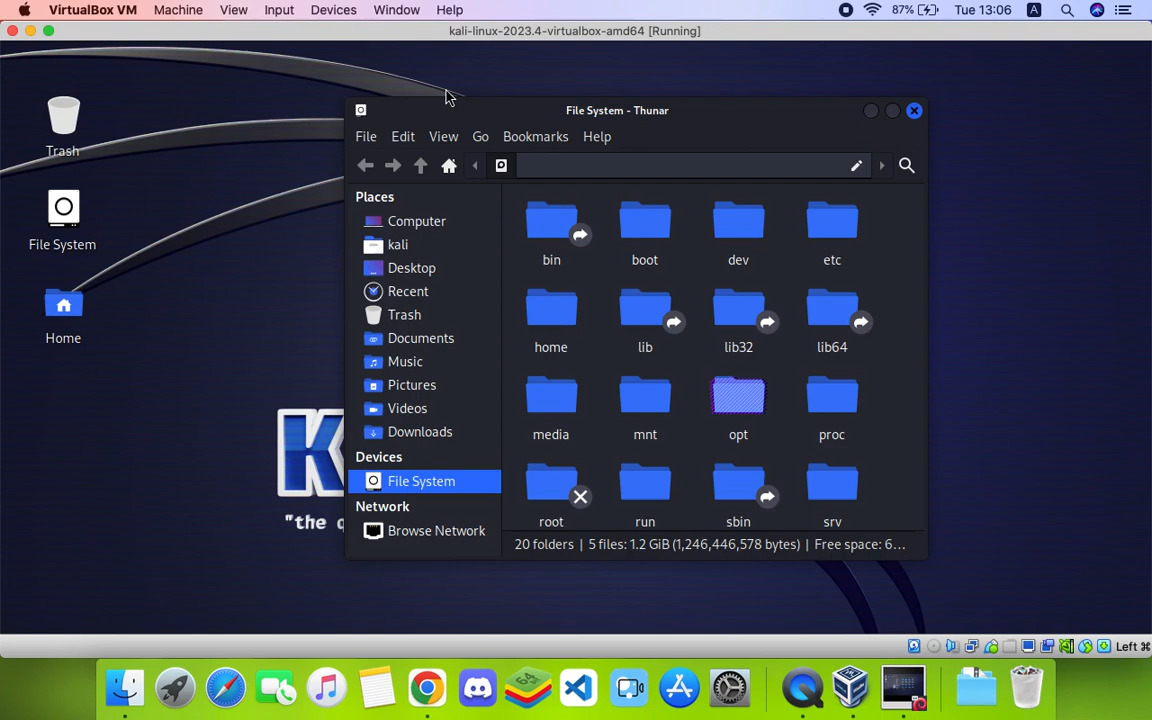 VirtualBox VM Machine View Input Devices Window Help 87% Tue 13:06 A
kali-linux-2023.4-virtualbox-amd64 [Running]
Trash
File System
Home
"the q
File System - Thunar
File Edit View Go Bookmarks Help
Places
Computer
kali
Desktop
Recent
Trash
Documents
Music
Pictures
Videos
Downloads
Devices
File System
Network
Browse Network
bin boot dev etc
home lib lib32 lib64
media mnt opt proc
root run sbin srv
20 folders | 5 files: 1.2 GiB (1,246,446,578 bytes) | Free space: 6...
Left ⌘
64